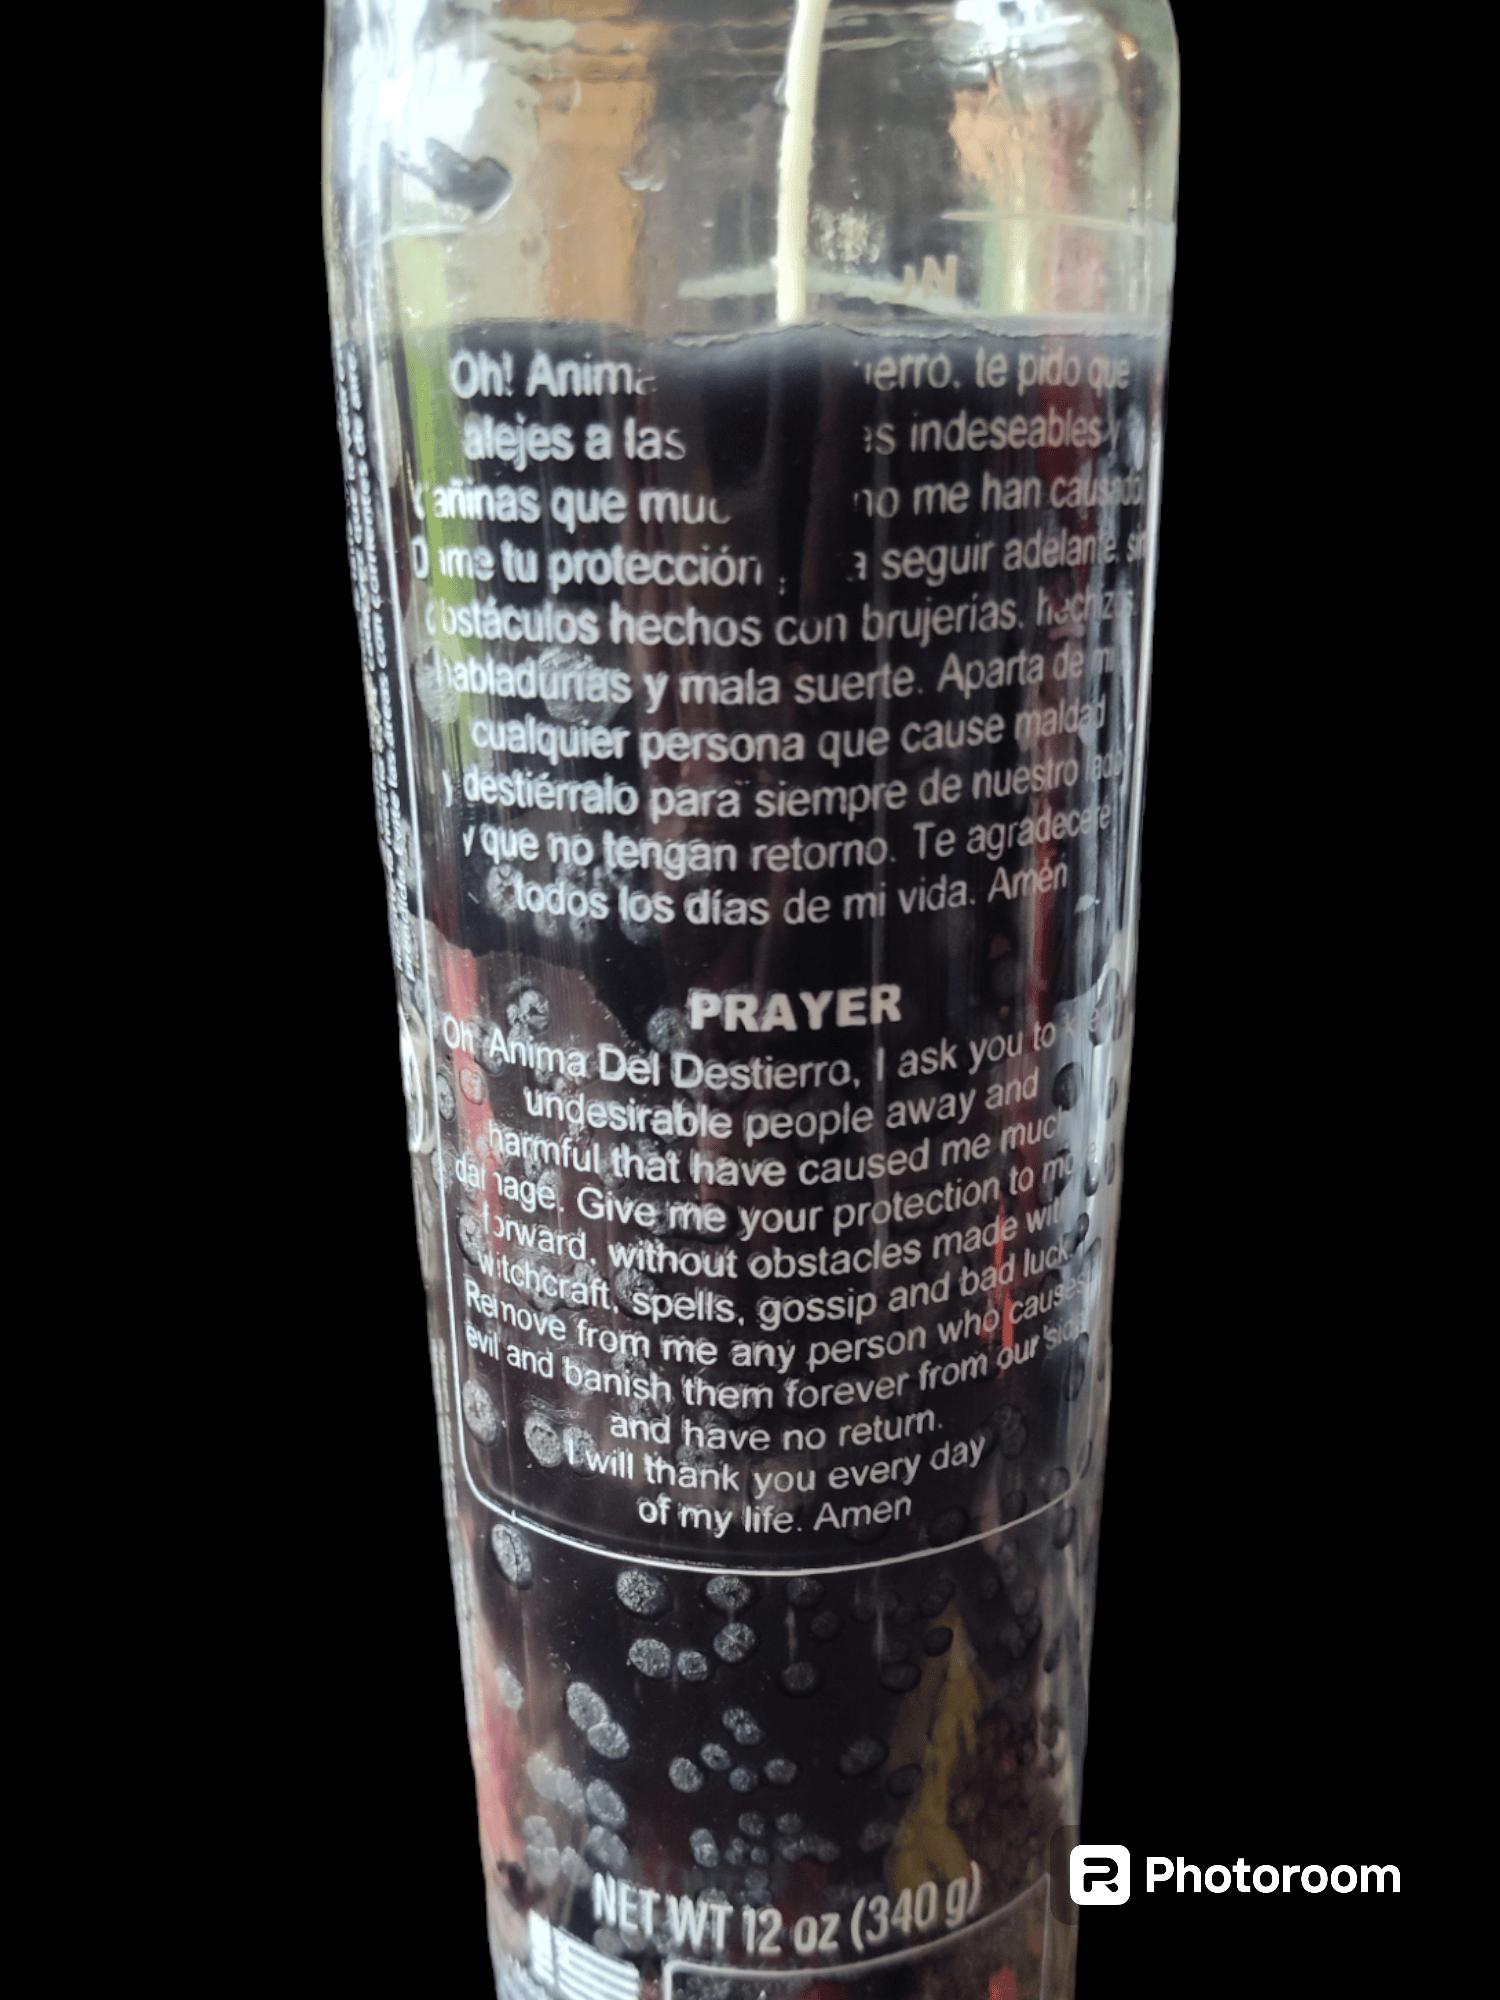 Oh! te pido que
alejes a las indeseables y
que me han causado
tu protección seguir adelante, sin
obstáculos hechos con brujerías, hechizos,
habladurías y mala suerte. Aparta de mi
cualquier persona que cause maldad
y destiérralo para siempre de nuestro lado
y que no tengan retorno. Te agradeceré
todos los días de mi vida. Amén
PRAYER
Oh Anima Del Destierro, I ask you to keep
undesirable people away and
harmful that have caused me much
damage. Give me your protection to move
forward, without obstacles made with
witchcraft, spells, gossip and bad luck.
Remove from me any person who causes
evil and banish them forever from our side
and have no return.
I will thank you every day
of my life. Amen
NET WT 12 oz (340 g)
Photoroom